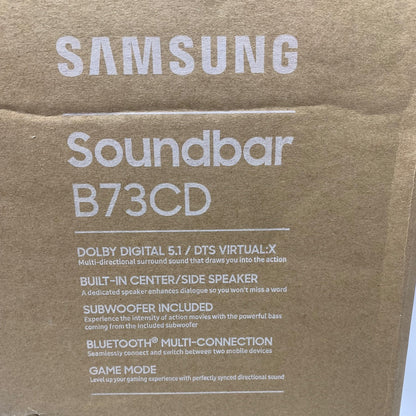 SAMSUNG
Soundbar
B73CD
DOLBY DIGITAL 5.1 / DTS VIRTUAL:X
Multi-directional surround sound that draws you into the action
BUILT-IN CENTER/SIDE SPEAKER
A dedicated speaker enhances dialogue so you won't miss a word
SUBWOOFER INCLUDED
Experience the intensity of action movies with the powerful bass
coming from the included subwoofer
BLUETOOTH® MULTI-CONNECTION
Seamlessly connect and switch between two mobile devices
GAME MODE
Level up your gaming experience with perfectly synced directional sound